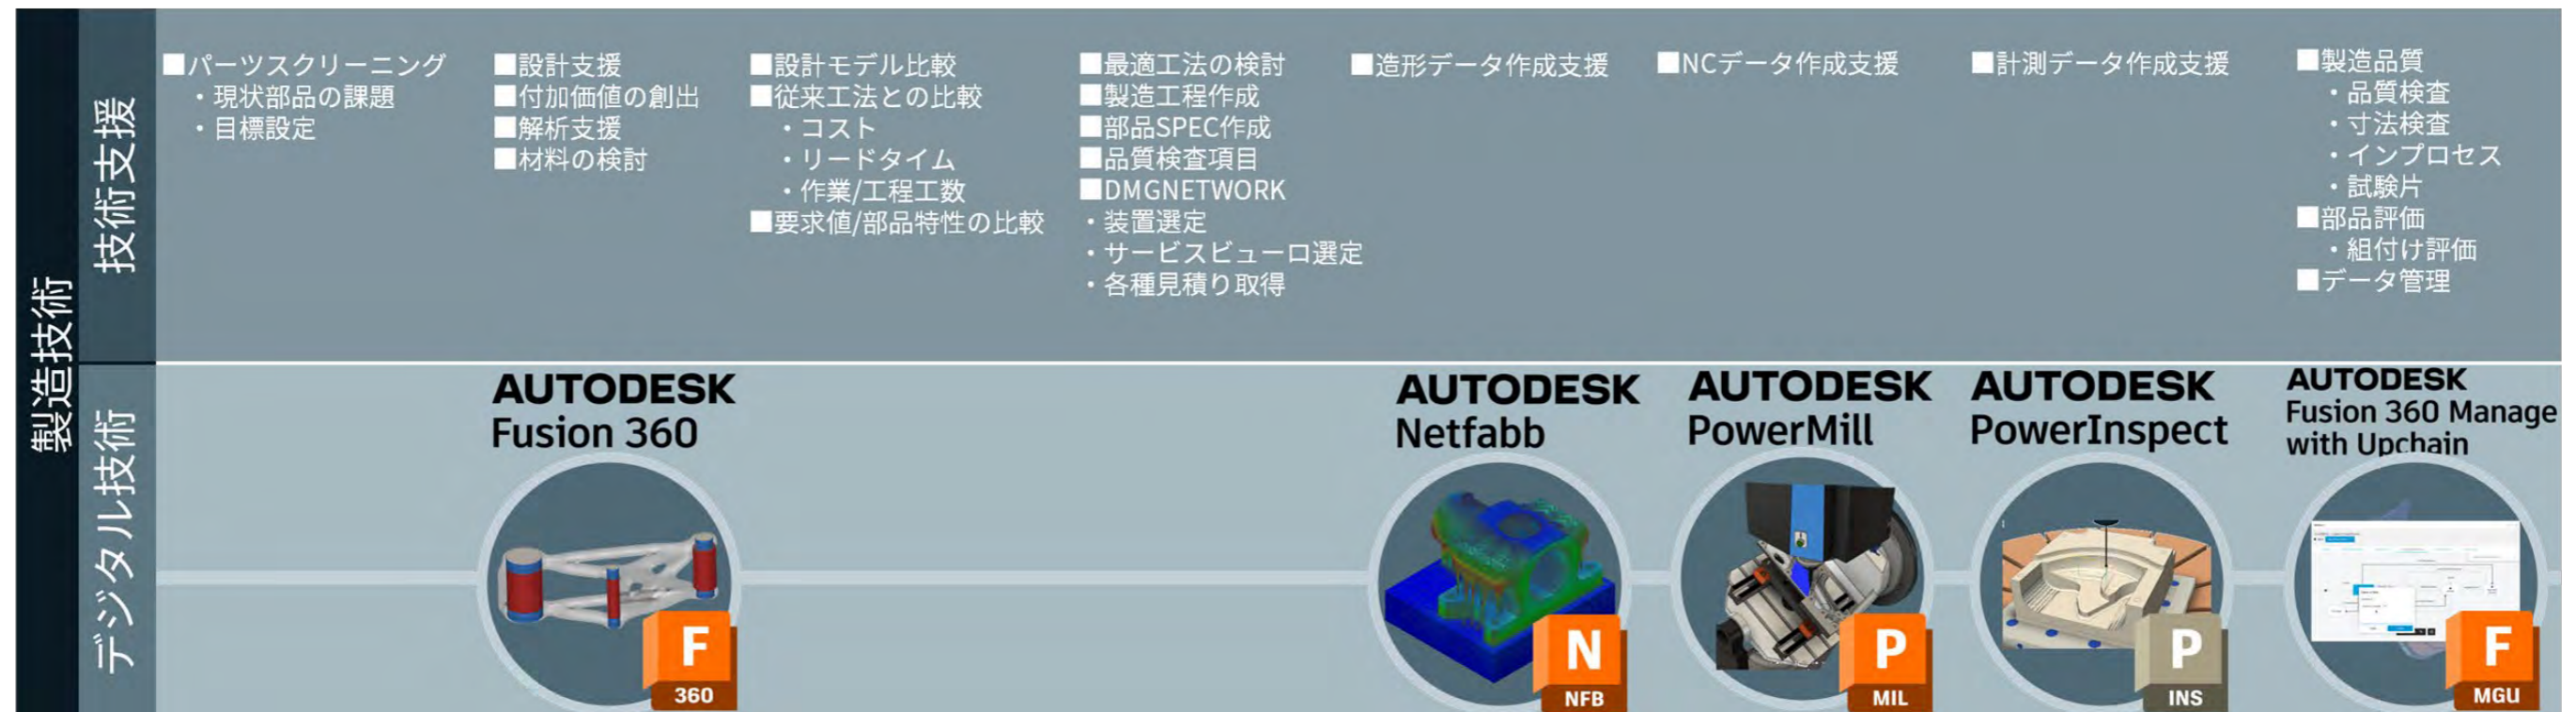 製造技術
技術支援
■パーツスクリーニング
・現状部品の課題
・目標設定
■設計支援
■付加価値の創出
■解析支援
■材料の検討
■設計モデル比較
■従来工法との比較
・コスト
・リードタイム
・作業/工程工数
■要求値/部品特性の比較
■最適工法の検討
■製造工程作成
■部品SPEC作成
■品質検査項目
■DMGNETWORK
・装置選定
・サービスビューロ選定
・各種見積り取得
■造形データ作成支援
■NCデータ作成支援
■計測データ作成支援
■製造品質
・品質検査
・寸法検査
・インプロセス
・試験片
■部品評価
・組付け評価
■データ管理
デジタル技術
AUTODESK
Fusion 360
F
360
AUTODESK
Netfabb
N
NFB
AUTODESK
PowerMill
P
MIL
AUTODESK
PowerInspect
P
INS
AUTODESK
Fusion 360 Manage
with Upchain
F
MGU